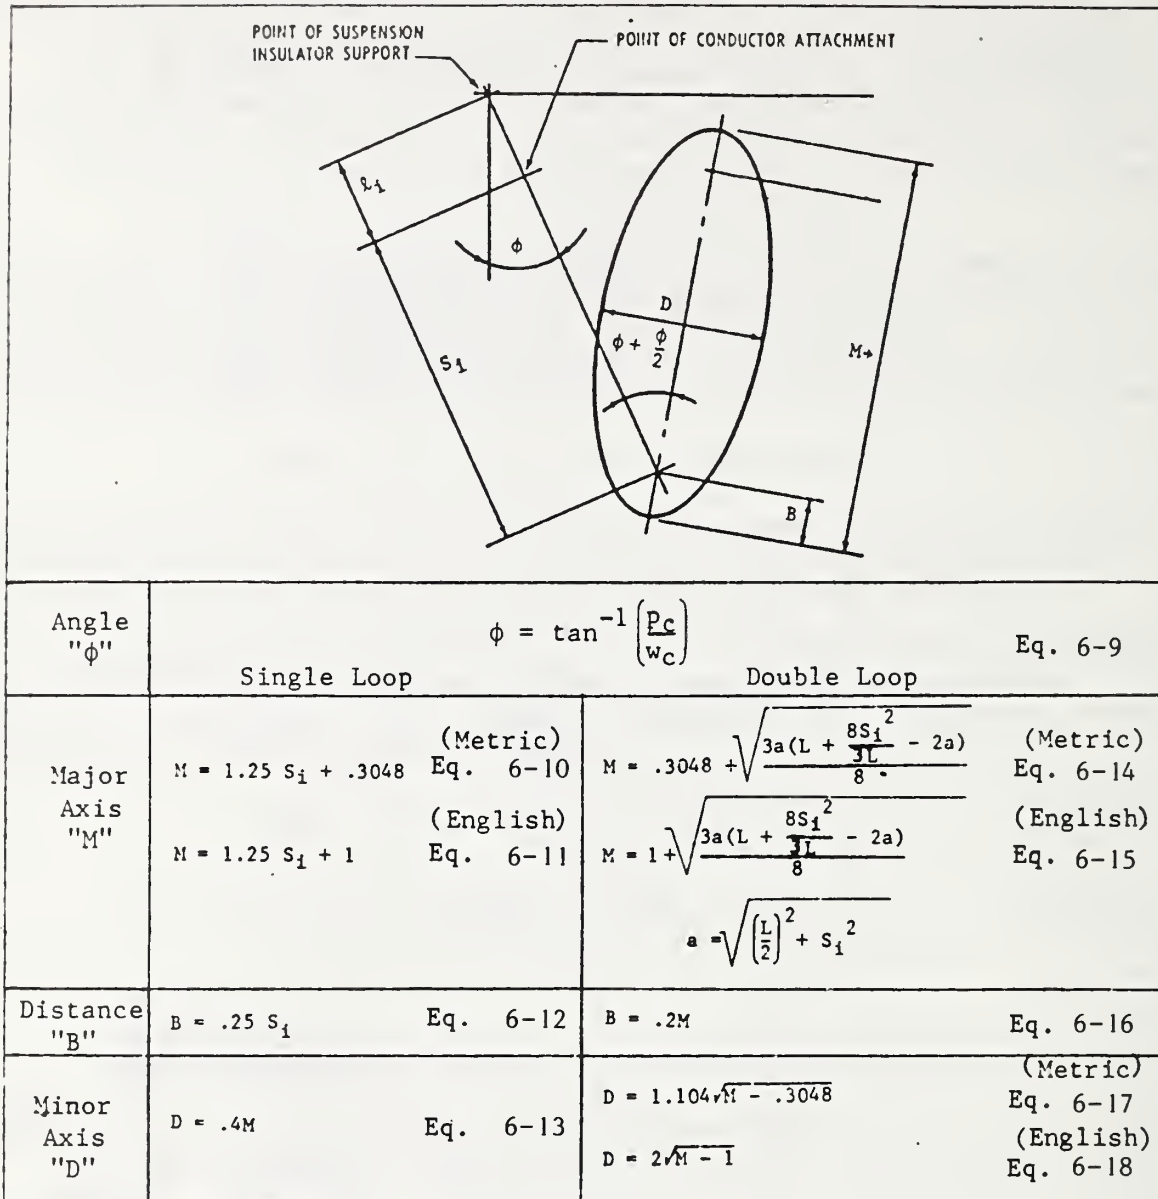 POINT OF SUSPENSION
INSULATOR SUPPORT
POINT OF CONDUCTOR ATTACHMENT
ℓi
φ
Si
D
φ + φ/2
M
B
Angle "φ"
φ = tan⁻¹(pc/wc) Eq. 6-9
Single Loop Double Loop
Major Axis "M"
(Metric)
M = 1.25 Si + .3048 Eq. 6-10
(English)
M = 1.25 Si + 1 Eq. 6-11
(Metric)
M = .3048 + √(3a(L + 8Si²/3L - 2a)/8) Eq. 6-14
(English)
M = 1 + √(3a(L + 8Si²/3L - 2a)/8) Eq. 6-15
a = √((L/2)² + Si²)
Distance "B"
B = .25 Si Eq. 6-12
B = .2M Eq. 6-16
Minor Axis "D"
D = .4M Eq. 6-13
(Metric)
D = 1.104√(M - .3048) Eq. 6-17
(English)
D = 2√(M - 1) Eq. 6-18